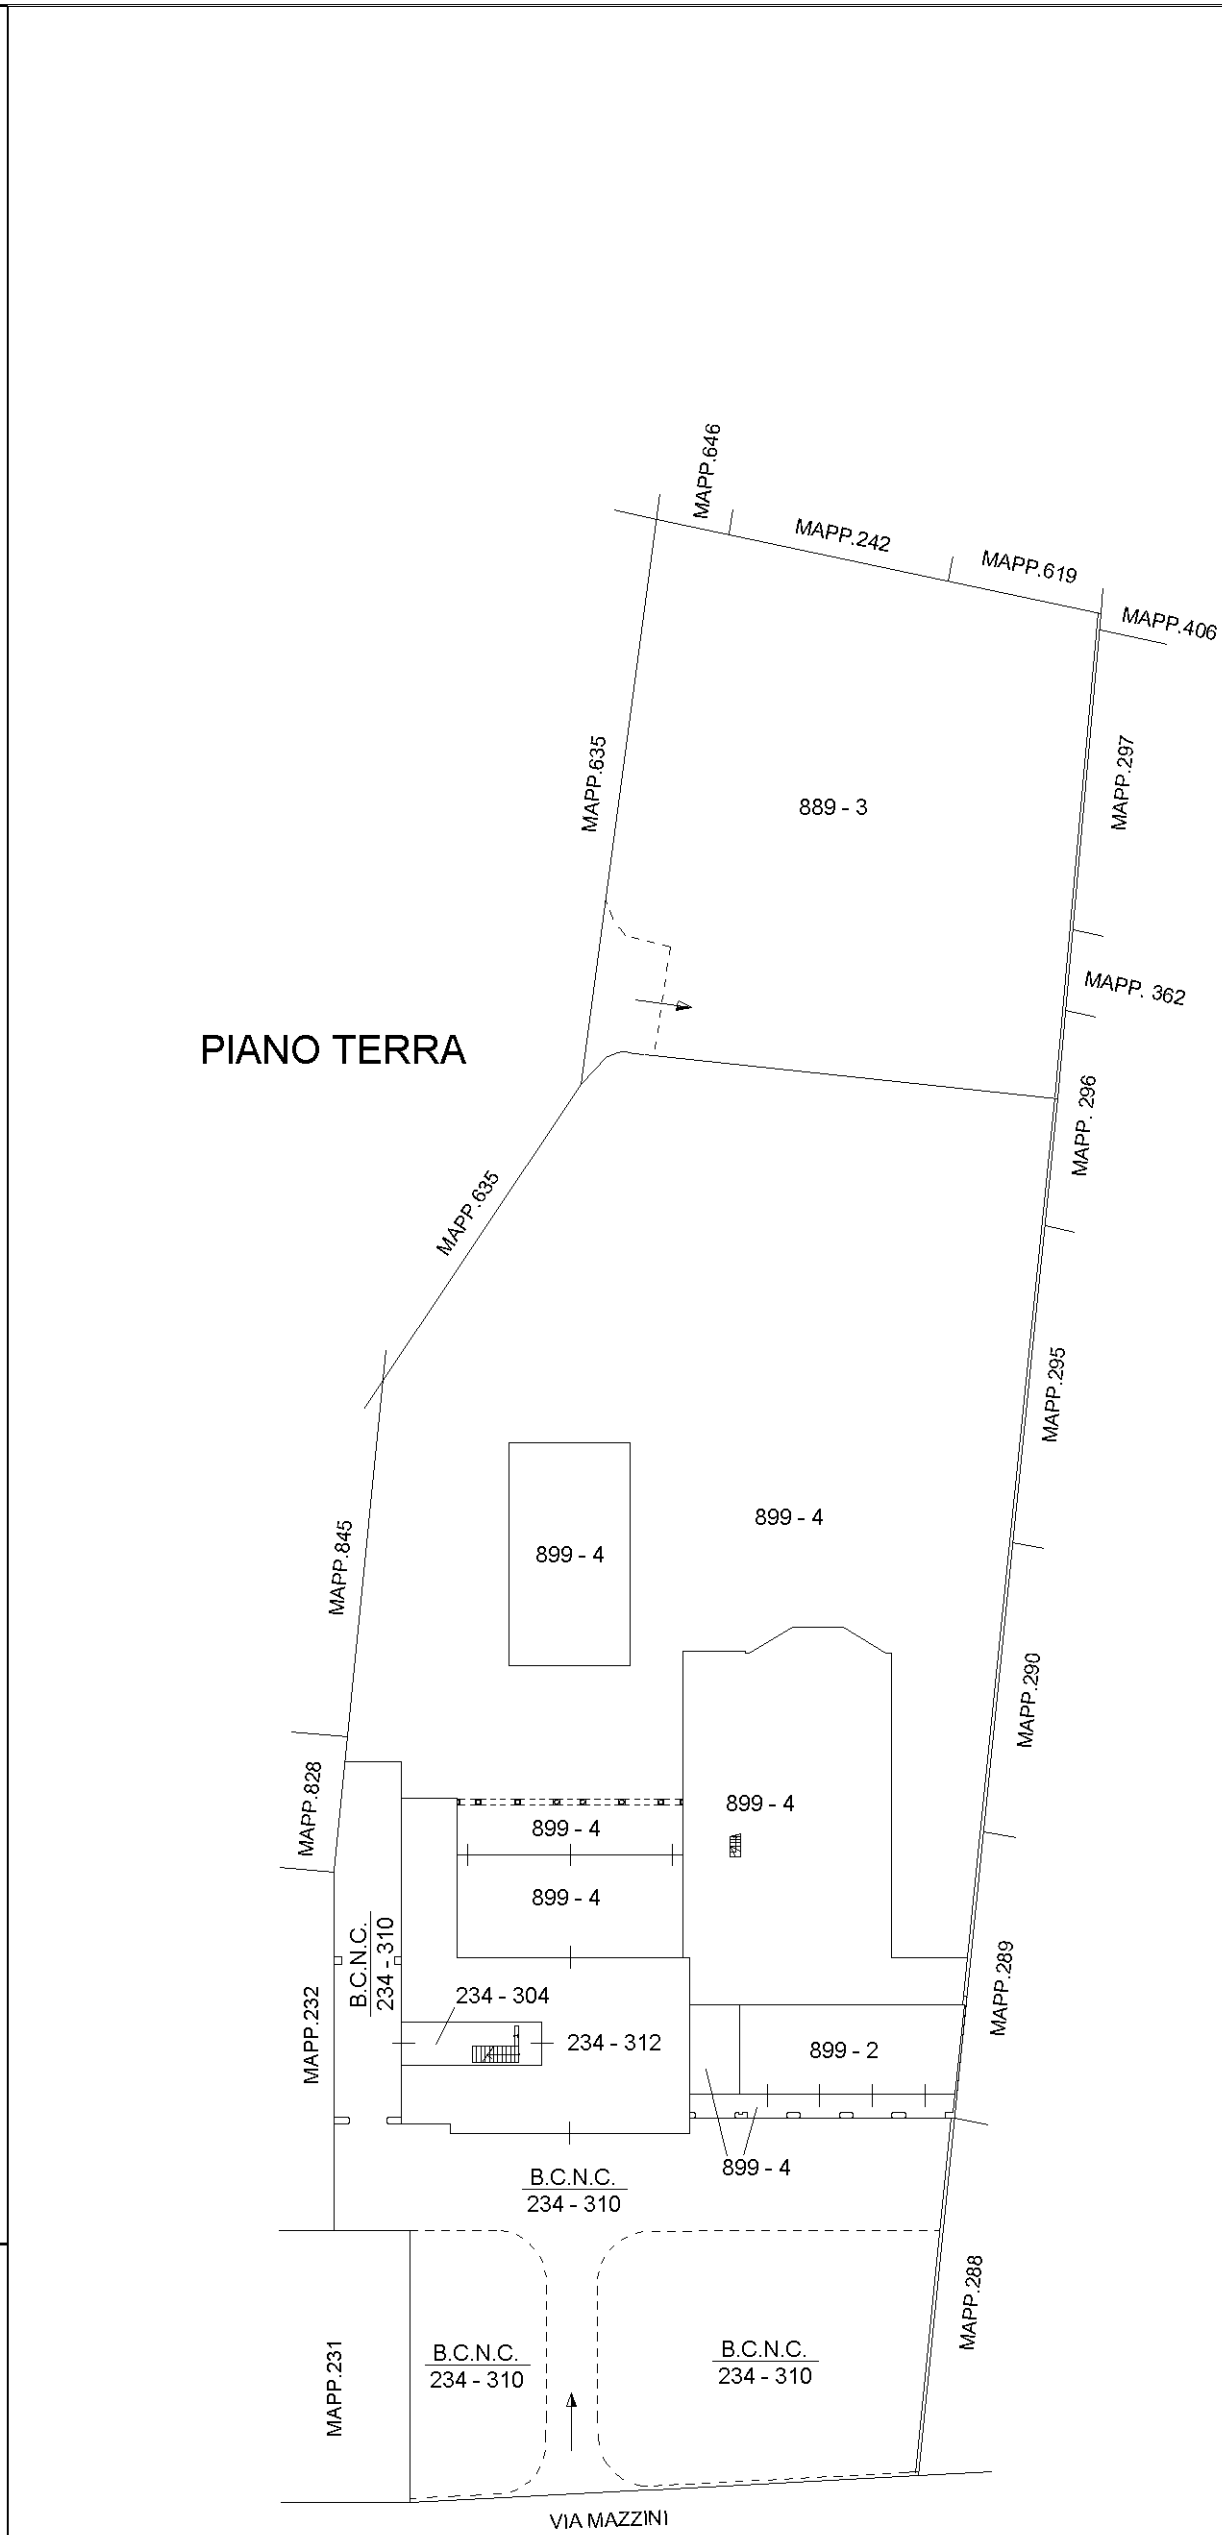 MAPP.646
MAPP.242
MAPP.619
MAPP.406
MAPP.635
MAPP.297
889 - 3
MAPP. 362
PIANO TERRA
MAPP. 296
MAPP.635
MAPP.295
899 - 4
899 - 4
MAPP.845
MAPP.290
MAPP.828
899 - 4
899 - 4
899 - 4
B.C.N.C.
234 - 310
MAPP.289
MAPP.232
234 - 304
234 - 312
899 - 2
899 - 4
B.C.N.C.
234 - 310
MAPP.288
MAPP.231
B.C.N.C.
234 - 310
B.C.N.C.
234 - 310
VIA MAZZINI